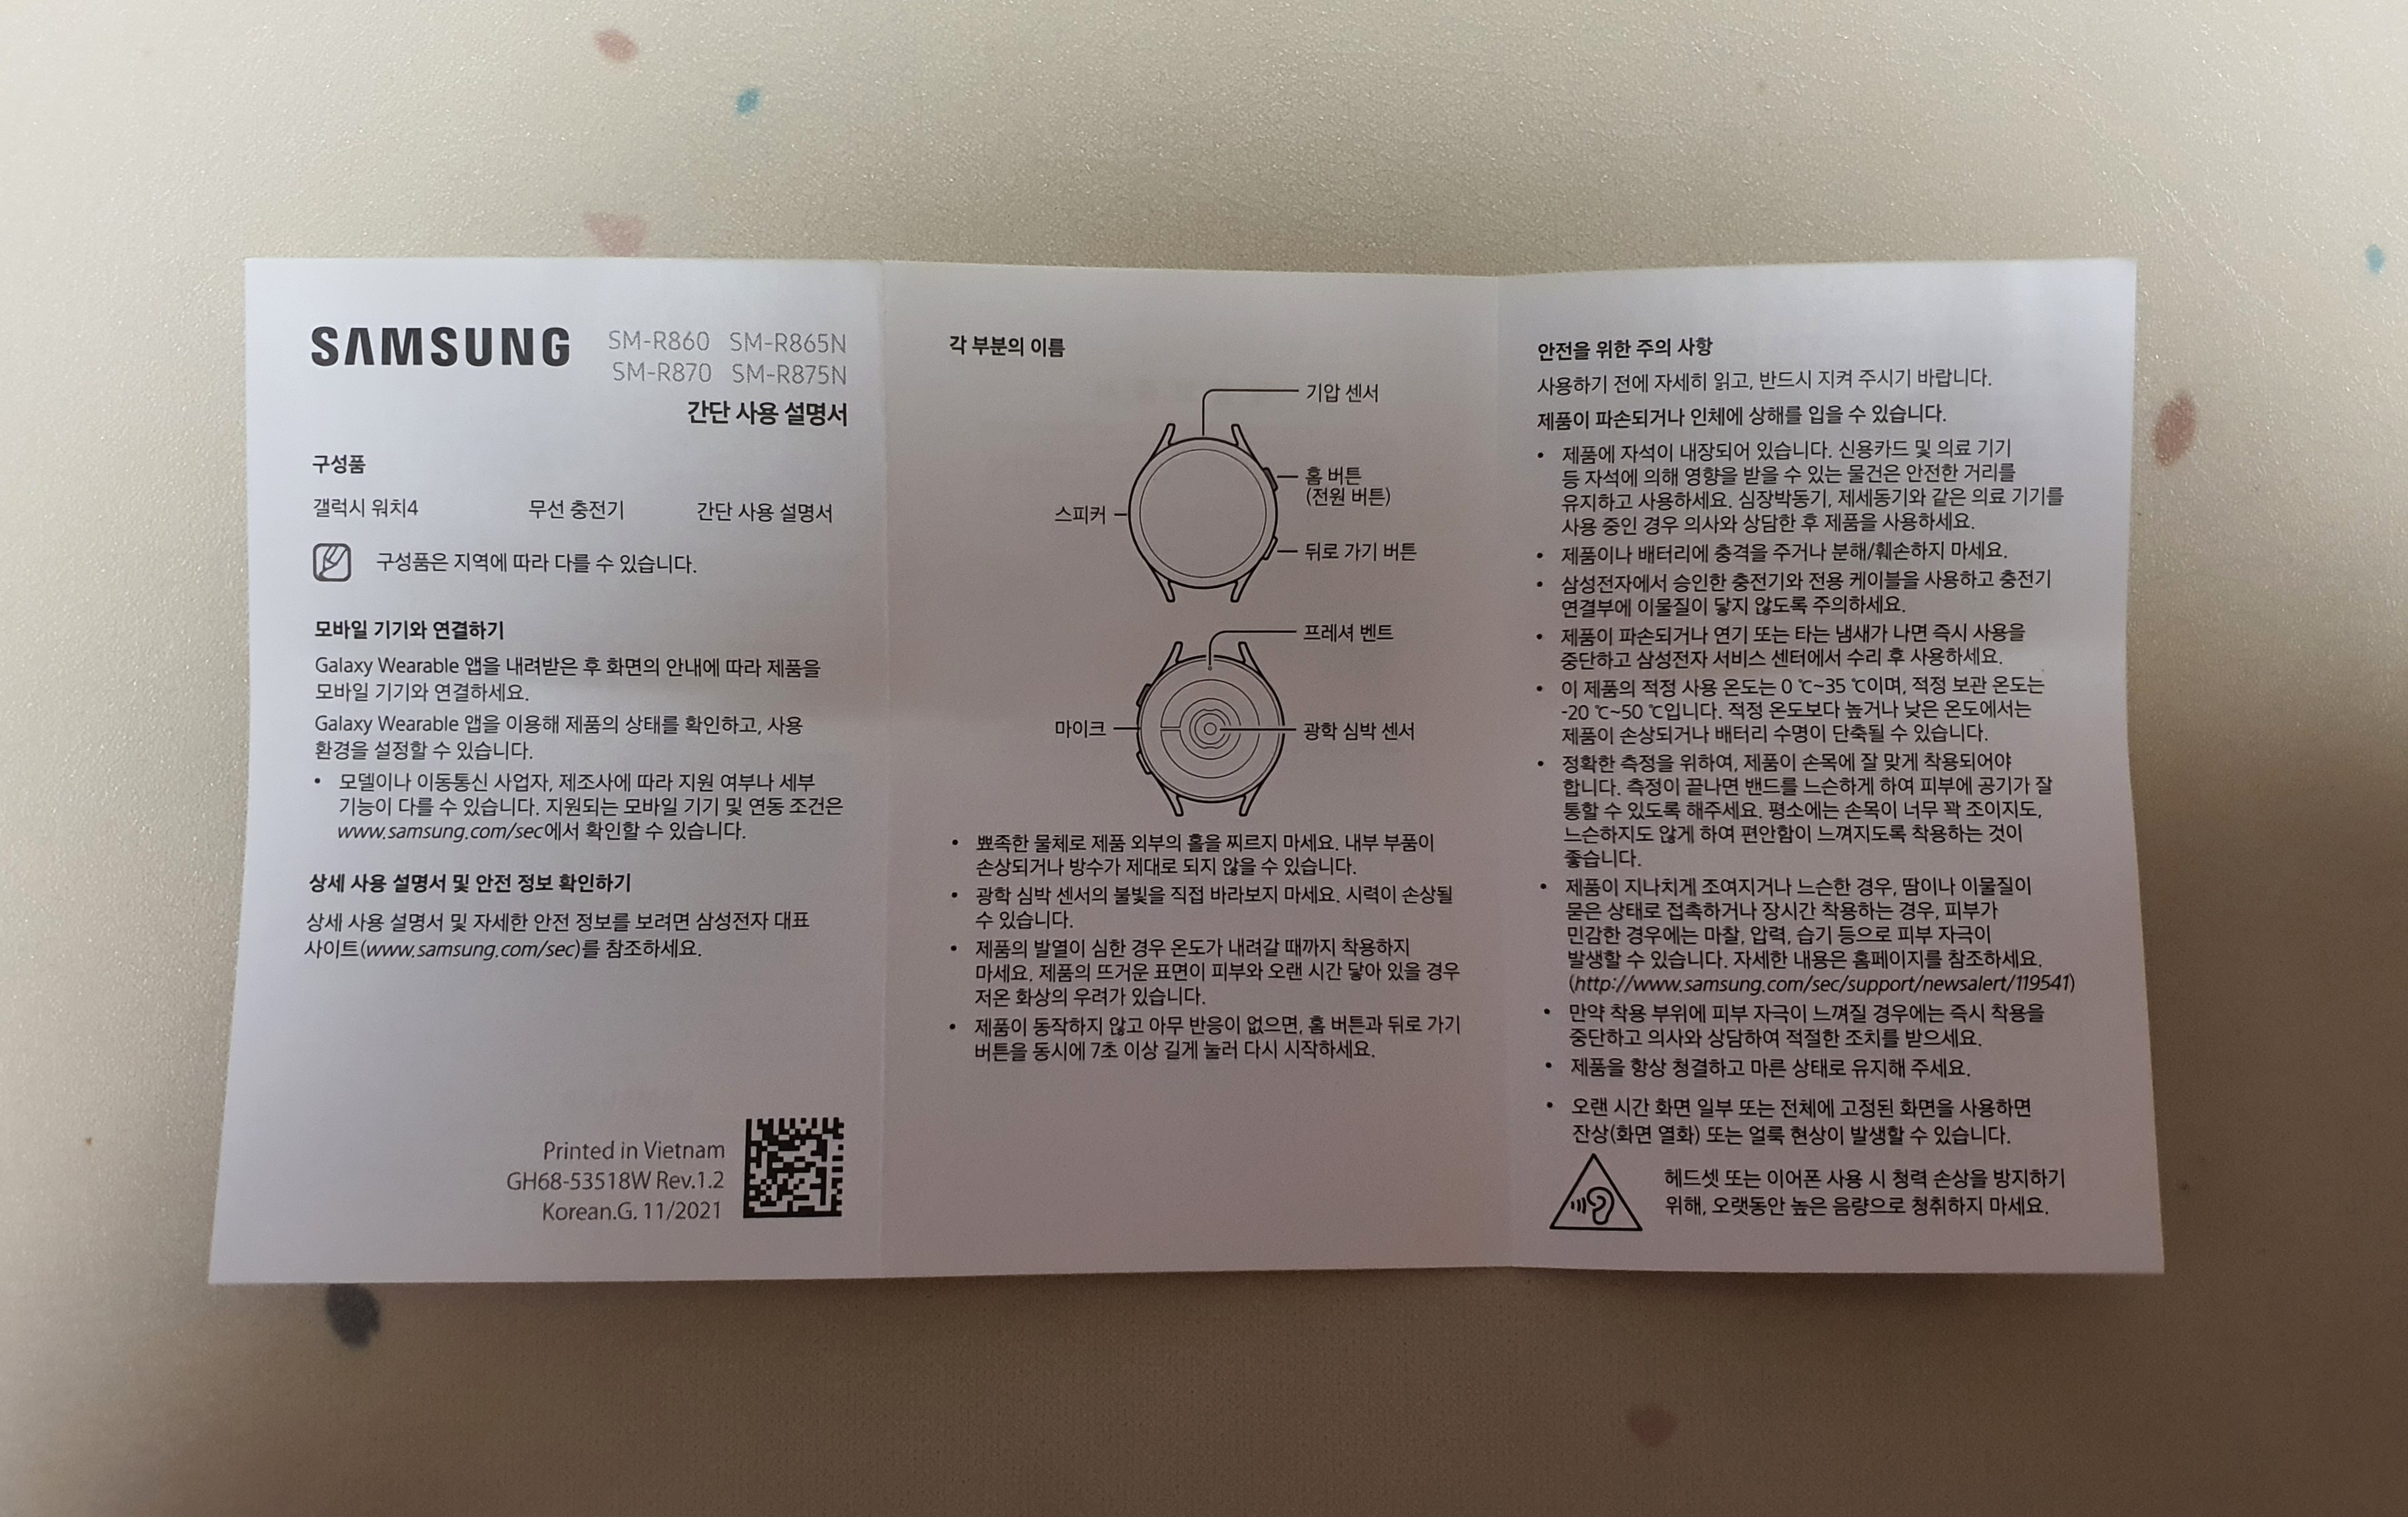 SAMSUNG
SM-R860 SM-R865N
SM-R870 SM-R875N
간단 사용 설명서
구성품
갤럭시 워치4 무선 충전기 간단 사용 설명서
구성품은 지역에 따라 다를 수 있습니다.
모바일 기기와 연결하기
Galaxy Wearable 앱을 내려받은 후 화면의 안내에 따라 제품을
모바일 기기와 연결하세요.
Galaxy Wearable 앱을 이용해 제품의 상태를 확인하고, 사용
환경을 설정할 수 있습니다.
• 모델이나 이동통신 사업자, 제조사에 따라 지원 여부나 세부
기능이 다를 수 있습니다. 지원되는 모바일 기기 및 연동 조건은
www.samsung.com/sec에서 확인할 수 있습니다.
상세 사용 설명서 및 안전 정보 확인하기
상세 사용 설명서 및 자세한 안전 정보를 보려면 삼성전자 대표
사이트(www.samsung.com/sec)를 참조하세요.
Printed in Vietnam
GH68-53518W Rev.1.2
Korean.G. 11/2021
각 부분의 이름
기압 센서
홈 버튼
(전원 버튼)
스피커
뒤로 가기 버튼
프레셔 벤트
마이크
광학 심박 센서
• 뾰족한 물체로 제품 외부의 홀을 찌르지 마세요. 내부 부품이
손상되거나 방수가 제대로 되지 않을 수 있습니다.
• 광학 심박 센서의 불빛을 직접 바라보지 마세요. 시력이 손상될
수 있습니다.
• 제품의 발열이 심한 경우 온도가 내려갈 때까지 착용하지
마세요. 제품의 뜨거운 표면이 피부와 오랜 시간 닿아 있을 경우
저온 화상의 우려가 있습니다.
• 제품이 동작하지 않고 아무 반응이 없으면, 홈 버튼과 뒤로 가기
버튼을 동시에 7초 이상 길게 눌러 다시 시작하세요.
안전을 위한 주의 사항
사용하기 전에 자세히 읽고, 반드시 지켜 주시기 바랍니다.
제품이 파손되거나 인체에 상해를 입을 수 있습니다.
• 제품에 자석이 내장되어 있습니다. 신용카드 및 의료 기기
등 자석에 의해 영향을 받을 수 있는 물건은 안전한 거리를
유지하고 사용하세요. 심장박동기, 제세동기와 같은 의료 기기를
사용 중인 경우 의사와 상담한 후 제품을 사용하세요.
• 제품이나 배터리에 충격을 주거나 분해/훼손하지 마세요.
• 삼성전자에서 승인한 충전기와 전용 케이블을 사용하고 충전기
연결부에 이물질이 닿지 않도록 주의하세요.
• 제품이 파손되거나 연기 또는 타는 냄새가 나면 즉시 사용을
중단하고 삼성전자 서비스 센터에서 수리 후 사용하세요.
• 이 제품의 적정 사용 온도는 0 ℃~35 ℃이며, 적정 보관 온도는
-20 ℃~50 ℃입니다. 적정 온도보다 높거나 낮은 온도에서는
제품이 손상되거나 배터리 수명이 단축될 수 있습니다.
• 정확한 측정을 위하여, 제품이 손목에 잘 맞게 착용되어야
합니다. 측정이 끝나면 밴드를 느슨하게 하여 피부에 공기가 잘
통할 수 있도록 해주세요. 평소에는 손목이 너무 꽉 조이지도,
느슨하지도 않게 하여 편안함이 느껴지도록 착용하는 것이
좋습니다.
• 제품이 지나치게 조여지거나 느슨한 경우, 땀이나 이물질이
묻은 상태로 접촉하거나 장시간 착용하는 경우, 피부가
민감한 경우에는 마찰, 압력, 습기 등으로 피부 자극이
발생할 수 있습니다. 자세한 내용은 홈페이지를 참조하세요.
(http://www.samsung.com/sec/support/newsalert/119541)
• 만약 착용 부위에 피부 자극이 느껴질 경우에는 즉시 착용을
중단하고 의사와 상담하여 적절한 조치를 받으세요.
• 제품을 항상 청결하고 마른 상태로 유지해 주세요.
• 오랜 시간 화면 일부 또는 전체에 고정된 화면을 사용하면
잔상(화면 열화) 또는 얼룩 현상이 발생할 수 있습니다.
헤드셋 또는 이어폰 사용 시 청력 손상을 방지하기
위해, 오랫동안 높은 음량으로 청취하지 마세요.